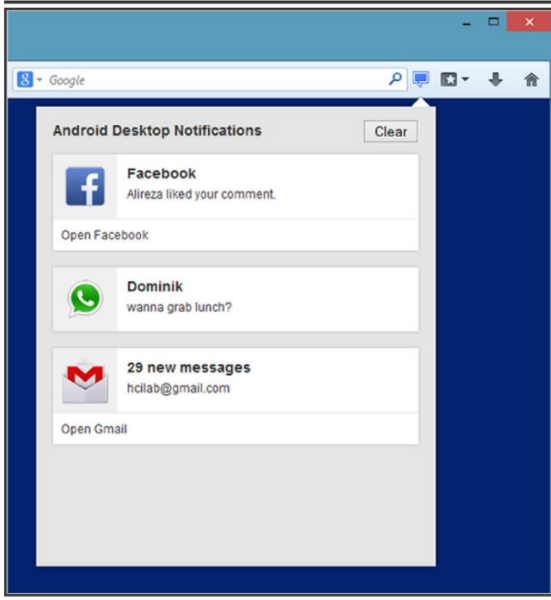 Google
Android Desktop Notifications
Clear
Facebook
Alireza liked your comment.
Open Facebook
Dominik
wanna grab lunch?
29 new messages
hcilab@gmail.com
Open Gmail